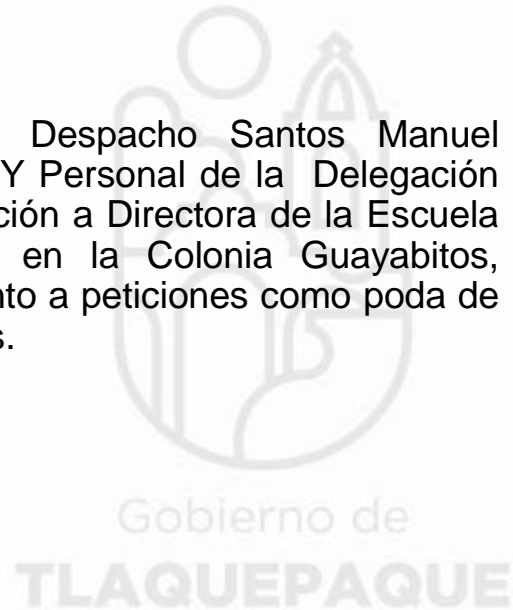 Despacho Santos Manuel
Y Personal de la Delegación
ción a Directora de la Escuela
en la Colonia Guayabitos,
nto a peticiones como poda de
s.
Gobierno de
TLAQUEPAQUE